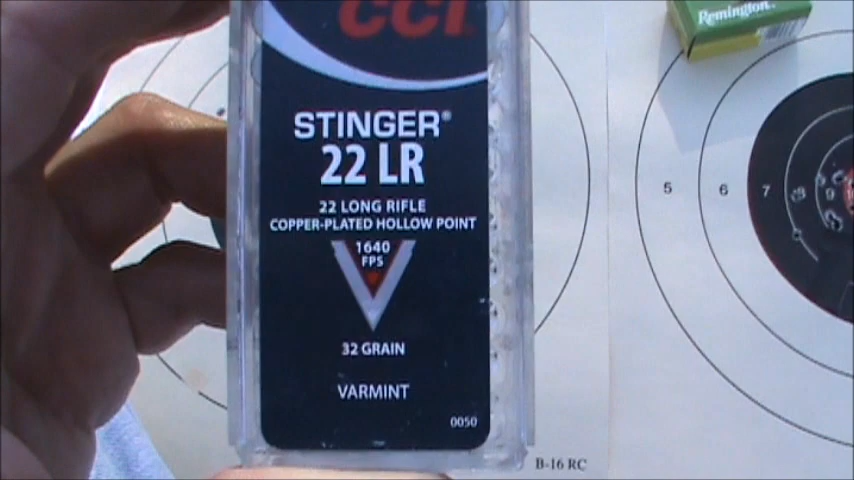 CCI
STINGER®
22 LR
22 LONG RIFLE
COPPER-PLATED HOLLOW POINT
1640
FPS
32 GRAIN
VARMINT
0050
Remington
5 6 7 8 9
B-16 RC